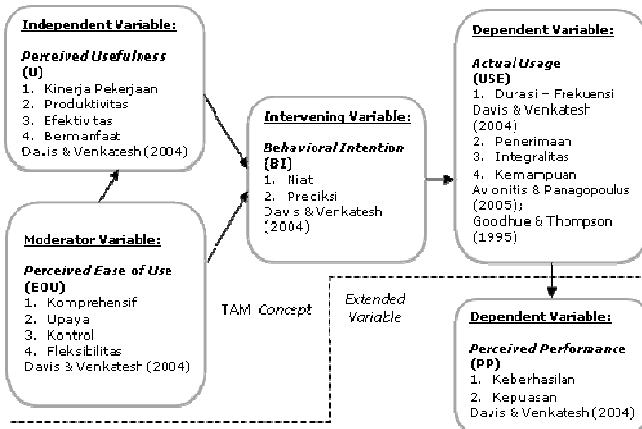 Independent Variable:
Perceived Usefulness
(U)
1. Kinerja Pekerjaan
2. Produktivitas
3. Efektivitas
4. Bermanfaat
Davis & Venkatesh (2004)
Moderator Variable:
Perceived Ease of Use
(EOU)
1. Komprehensif
2. Upaya
3. Kontrol
4. Fleksibilitas
Davis & Venkatesh (2004)
Intervening Variable:
Behavioral Intention
(BI)
1. Niat
2. Prediksi
Davis & Venkatesh
(2004)
TAM Concept
Extended
Variable
Dependent Variable:
Actual Usage
(USE)
1. Durasi – Frekuensi
Davis & Venkatesh
(2004)
2. Penerimaan
3. Integralitas
4. Kemampuan
Avlonitis & Panagopoulus
(2005);
Goodhue & Thompson
(1995)
Dependent Variable:
Perceived Performance
(PP)
1. Keberhasilan
2. Kepuasan
Davis & Venkatesh (2004)